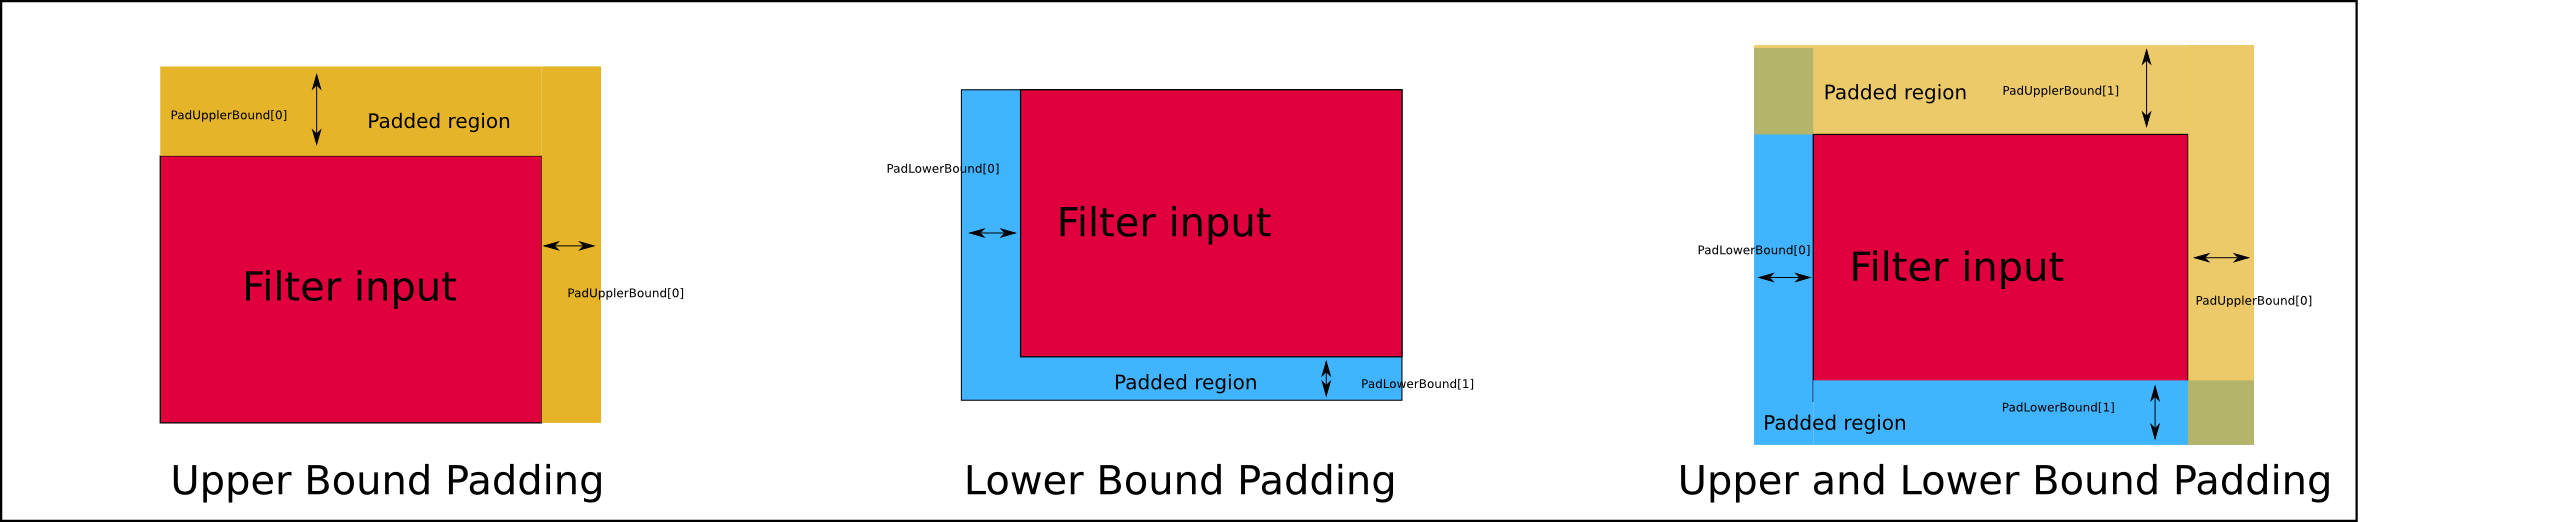 PadUpplerBound[0]
Padded region
Filter input
PadUpplerBound[0]
Upper Bound Padding
PadLowerBound[0]
Filter input
Padded region
PadLowerBound[1]
Lower Bound Padding
Padded region
PadUpplerBound[1]
PadLowerBound[0]
Filter input
PadUpplerBound[0]
PadLowerBound[1]
Padded region
Upper and Lower Bound Padding